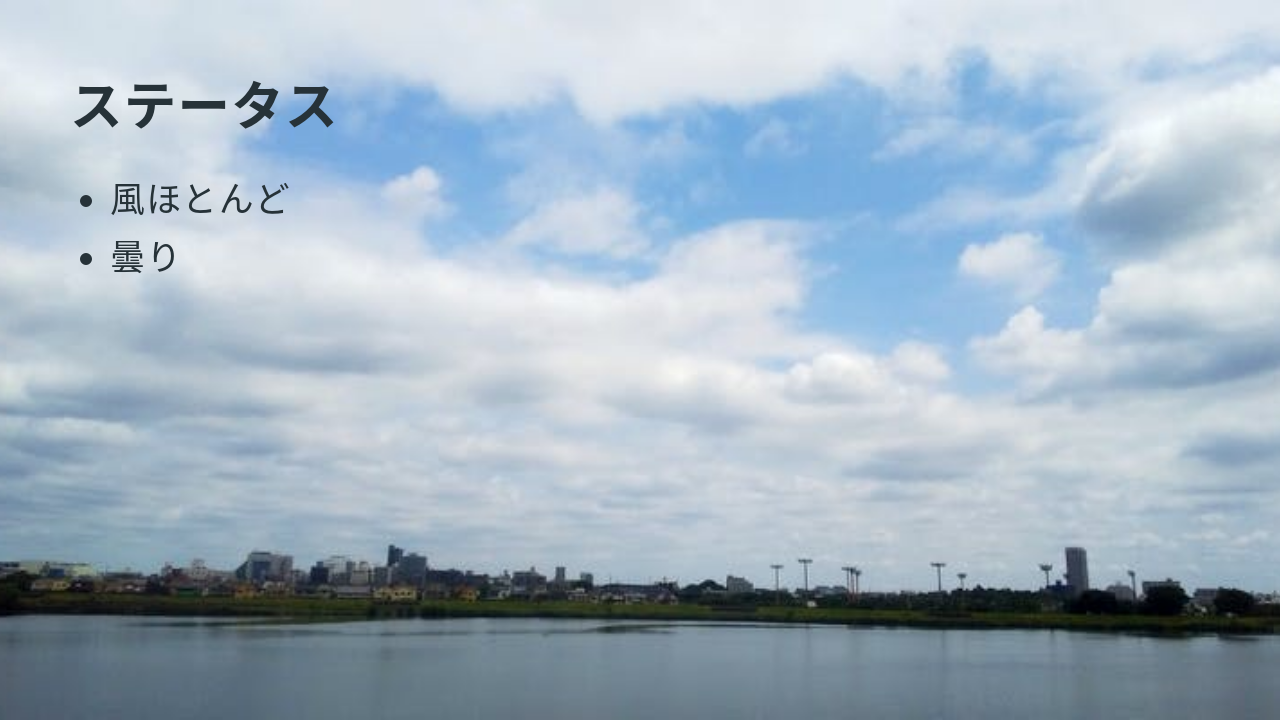 ステータス
• 風ほとんど
• 曇り